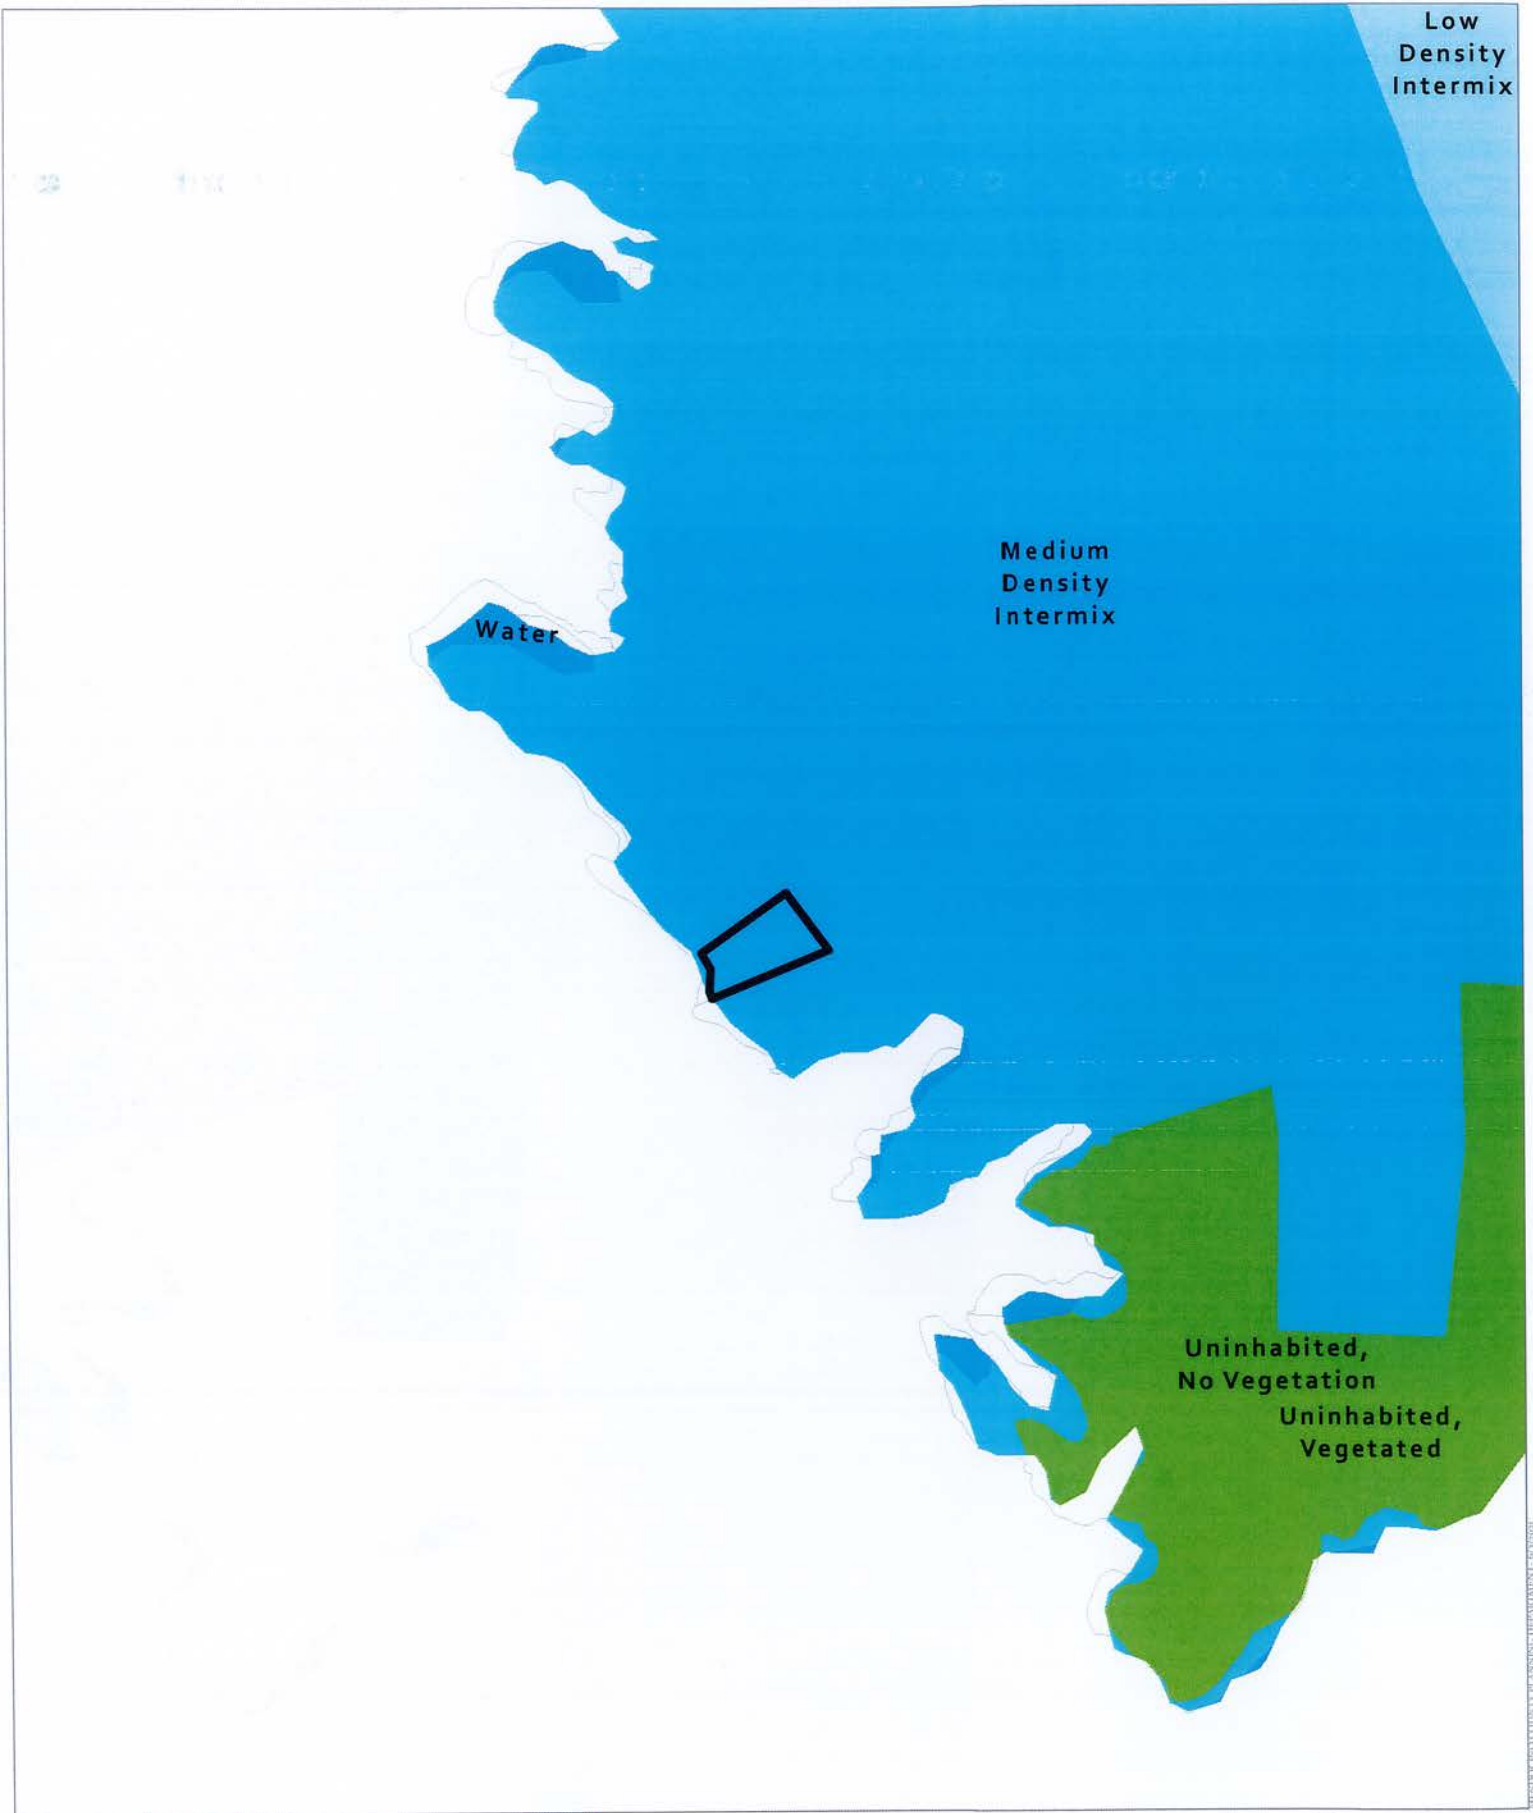 Low
Density
Intermix
Medium
Density
Intermix
Water
Uninhabited,
No Vegetation
Uninhabited,
Vegetated